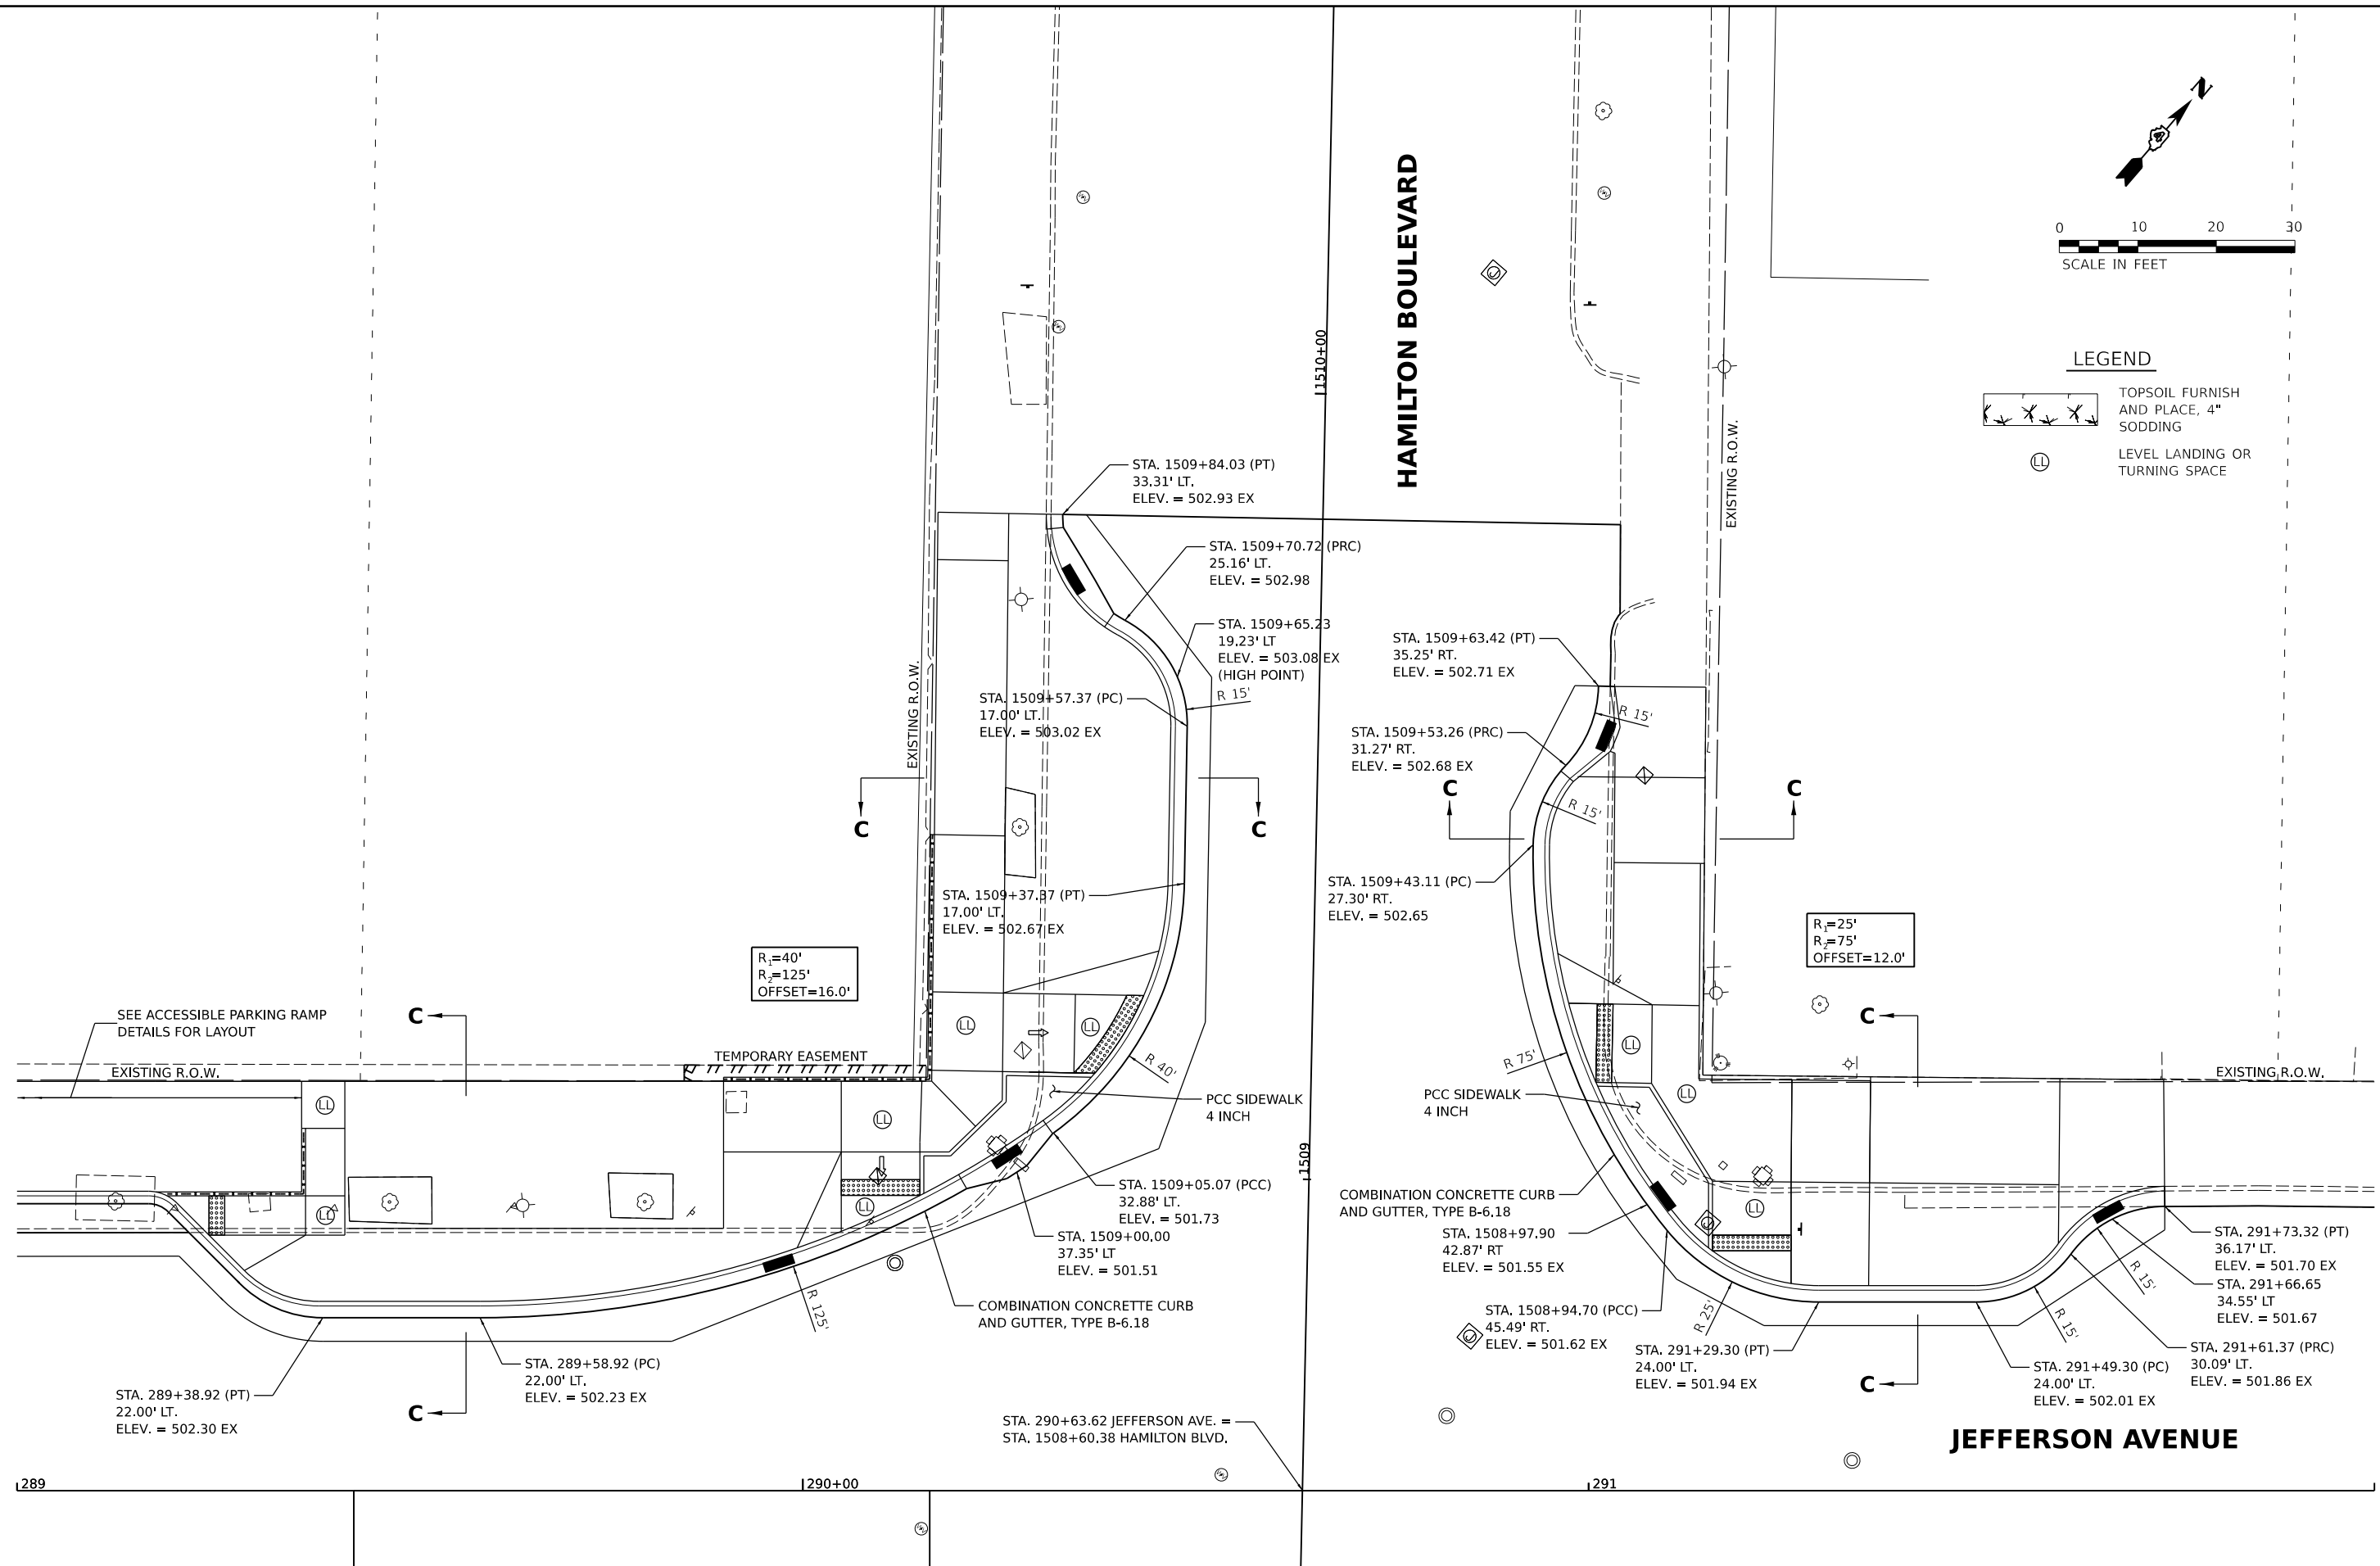 N
0 10 20 30
SCALE IN FEET
HAMILTON BOULEVARD
1510+00
LEGEND
TOPSOIL FURNISH
AND PLACE, 4"
SODDING
LL
LEVEL LANDING OR
TURNING SPACE
EXISTING R.O.W.
STA. 1509+84.03 (PT)
33.31' LT.
ELEV. = 502.93 EX
STA. 1509+70.72 (PRC)
25.16' LT.
ELEV. = 502.98
STA. 1509+65.23
19.23' LT
ELEV. = 503.08 EX
(HIGH POINT)
R 15'
STA. 1509+57.37 (PC)
17.00' LT.
ELEV. = 503.02 EX
EXISTING R.O.W.
STA. 1509+63.42 (PT)
35.25' RT.
ELEV. = 502.71 EX
R 15'
STA. 1509+53.26 (PRC)
31.27' RT.
ELEV. = 502.68 EX
R 15'
C
C
C
C
STA. 1509+43.11 (PC)
27.30' RT.
ELEV. = 502.65
STA. 1509+37.37 (PT)
17.00' LT.
ELEV. = 502.67 EX
R1=40'
R2=125'
OFFSET=16.0'
R1=25'
R2=75'
OFFSET=12.0'
SEE ACCESSIBLE PARKING RAMP
DETAILS FOR LAYOUT
C
C
LL
LL
LL
R 40'
R 75'
TEMPORARY EASEMENT
EXISTING R.O.W.
EXISTING R.O.W.
LL
LL
LL
PCC SIDEWALK
4 INCH
PCC SIDEWALK
4 INCH
1509
LL
LL
LL
STA. 1509+05.07 (PCC)
32.88' LT.
ELEV. = 501.73
COMBINATION CONCRETTE CURB
AND GUTTER, TYPE B-6.18
STA. 1509+00.00
37.35' LT
ELEV. = 501.51
STA. 1508+97.90
42.87' RT
ELEV. = 501.55 EX
STA. 291+73.32 (PT)
36.17' LT.
ELEV. = 501.70 EX
R 15'
STA. 291+66.65
34.55' LT
ELEV. = 501.67
R 125'
COMBINATION CONCRETTE CURB
AND GUTTER, TYPE B-6.18
STA. 1508+94.70 (PCC)
45.49' RT.
ELEV. = 501.62 EX
R 25'
R 15'
STA. 291+61.37 (PRC)
30.09' LT.
ELEV. = 501.86 EX
STA. 291+29.30 (PT)
24.00' LT.
ELEV. = 501.94 EX
STA. 291+49.30 (PC)
24.00' LT.
ELEV. = 502.01 EX
STA. 289+58.92 (PC)
22.00' LT.
ELEV. = 502.23 EX
STA. 289+38.92 (PT)
22.00' LT.
ELEV. = 502.30 EX
C
C
STA. 290+63.62 JEFFERSON AVE. =
STA. 1508+60.38 HAMILTON BLVD.
JEFFERSON AVENUE
289
290+00
291